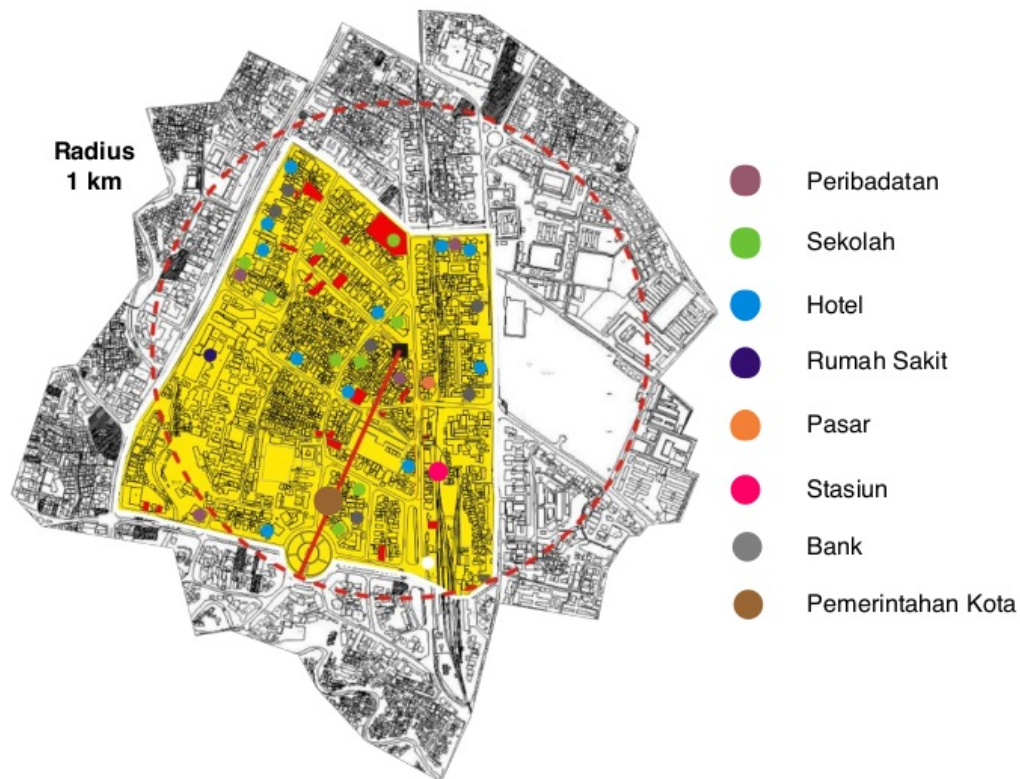 Radius
1 km
Peribadatan
Sekolah
Hotel
Rumah Sakit
Pasar
Stasiun
Bank
Pemerintahan Kota